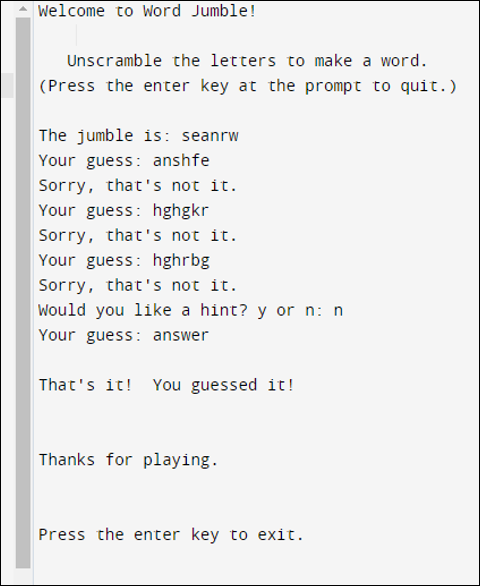 Welcome to Word Jumble!
Unscramble the letters to make a word.
(Press the enter key at the prompt to quit.)
The jumble is: seanrw
Your guess: anshfe
Sorry, that's not it.
Your guess: hghgkr
Sorry, that's not it.
Your guess: hghrbg
Sorry, that's not it.
Would you like a hint? y or n: n
Your guess: answer
That's it!  You guessed it!
Thanks for playing.
Press the enter key to exit.